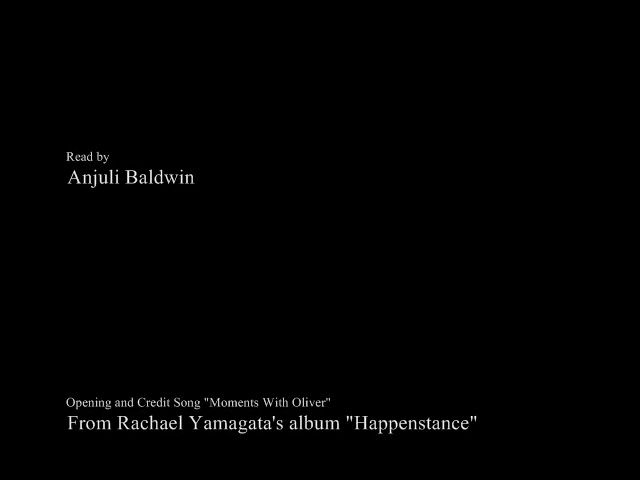 Read by
Anjuli Baldwin
Opening and Credit Song "Moments With Oliver"
From Rachael Yamagata's album "Happenstance"